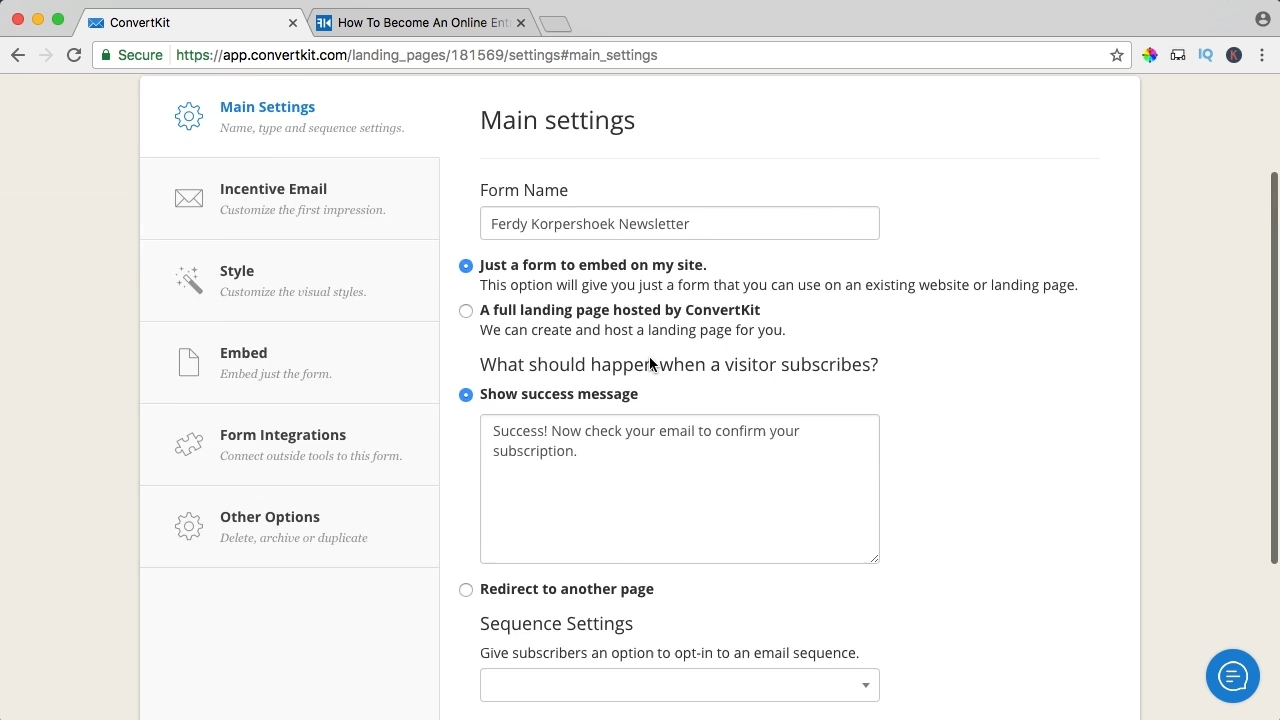 ConvertKit
How To Become An Online Ent
Secure
https://app.convertkit.com/landing_pages/181569/settings#main_settings
IQ
K
Main Settings
Name, type and sequence settings.
Incentive Email
Customize the first impression.
Style
Customize the visual styles.
Embed
Embed just the form.
Form Integrations
Connect outside tools to this form.
Other Options
Delete, archive or duplicate
Main settings
Form Name
Ferdy Korpershoek Newsletter
Just a form to embed on my site.
This option will give you just a form that you can use on an existing website or landing page.
A full landing page hosted by ConvertKit
We can create and host a landing page for you.
What should happen when a visitor subscribes?
Show success message
Success! Now check your email to confirm your
subscription.
Redirect to another page
Sequence Settings
Give subscribers an option to opt-in to an email sequence.